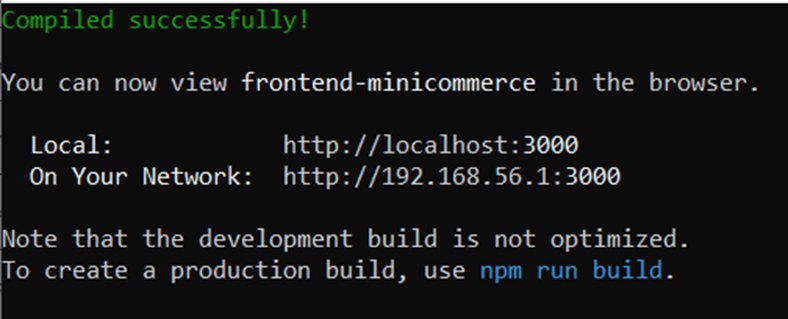 Compiled successfully!
You can now view frontend-minicommerce in the browser.
Local: http://localhost:3000
On Your Network: http://192.168.56.1:3000
Note that the development build is not optimized.
To create a production build, use npm run build.